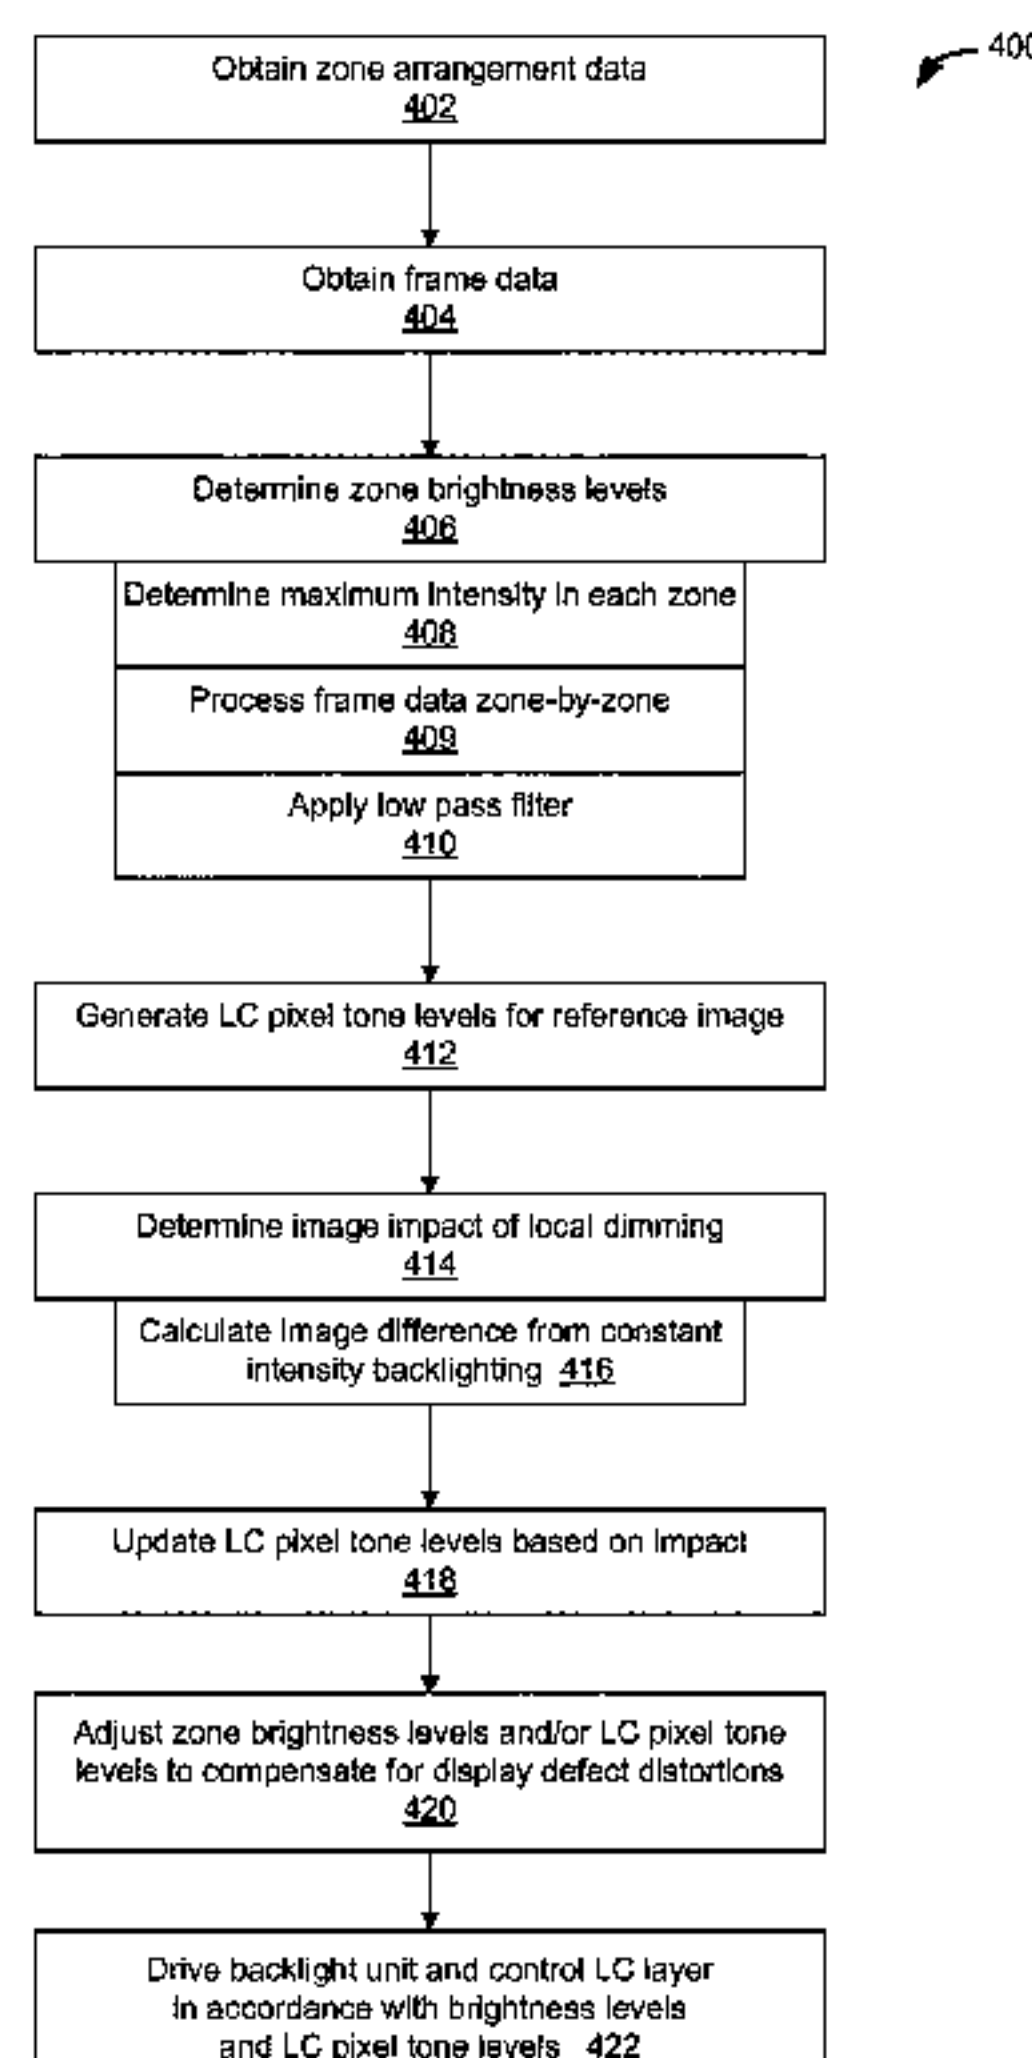 400
Obtain zone arrangement data
402
Obtain frame data
404
Determine zone brightness levels
406
Determine maximum intensity in each zone
408
Process frame data zone-by-zone
409
Apply low pass filter
410
Generate LC pixel tone levels for reference image
412
Determine image impact of local dimming
414
Calculate image difference from constant
intensity backlighting 416
Update LC pixel tone levels based on impact
418
Adjust zone brightness levels and/or LC pixel tone
levels to compensate for display defect distortions
420
Drive backlight unit and control LC layer
in accordance with brightness levels
and LC pixel tone levels 422